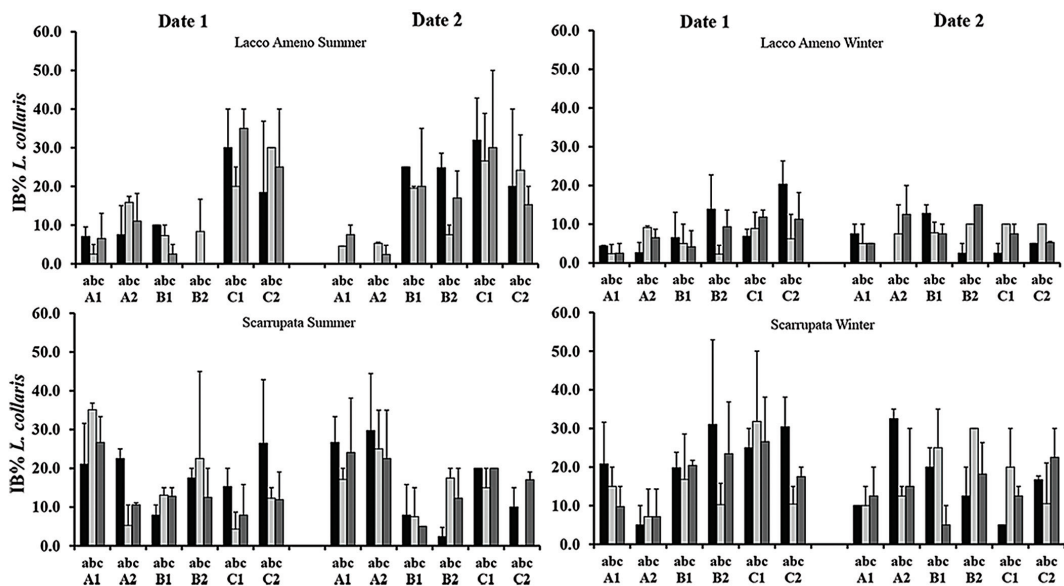 Date 1 Date 2 Date 1 Date 2
Lacco Ameno Summer Lacco Ameno Winter
IB% L. collaris
60.0 60.0
50.0 50.0
40.0 40.0
30.0 30.0
20.0 20.0
10.0 10.0
0.0 0.0
abc abc abc abc abc abc abc abc abc abc abc abc abc abc abc abc abc abc abc abc abc abc abc abc
A1 A2 B1 B2 C1 C2 A1 A2 B1 B2 C1 C2 A1 A2 B1 B2 C1 C2 A1 A2 B1 B2 C1 C2
Scarrupata Summer Scarrupata Winter
IB% L. collaris
60.0 60.0
50.0 50.0
40.0 40.0
30.0 30.0
20.0 20.0
10.0 10.0
0.0 0.0
abc abc abc abc abc abc abc abc abc abc abc abc abc abc abc abc abc abc abc abc abc abc abc abc
A1 A2 B1 B2 C1 C2 A1 A2 B1 B2 C1 C2 A1 A2 B1 B2 C1 C2 A1 A2 B1 B2 C1 C2